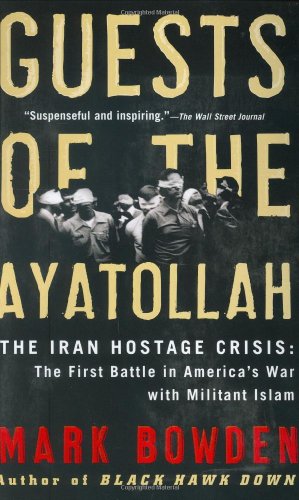 GUESTS
"Suspenseful and inspiring."—The Wall Street Journal
OF THE
AYATOLLAH
THE IRAN HOSTAGE CRISIS:
The First Battle in America's War
with Militant Islam
MARK BOWDEN
Author of BLACK HAWK DOWN